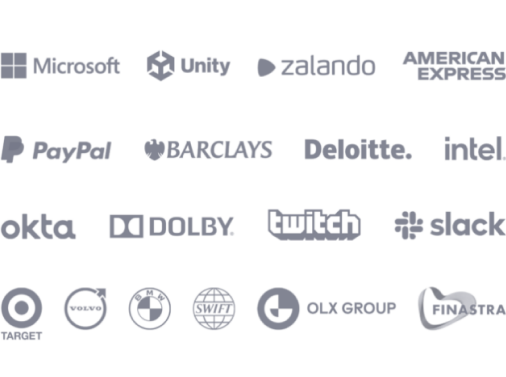 Microsoft Unity zalando AMERICAN EXPRESS
PayPal BARCLAYS Deloitte. intel.
okta DOLBY twitch slack
TARGET VOLVO BMW SWIFT OLX GROUP FINASTRA